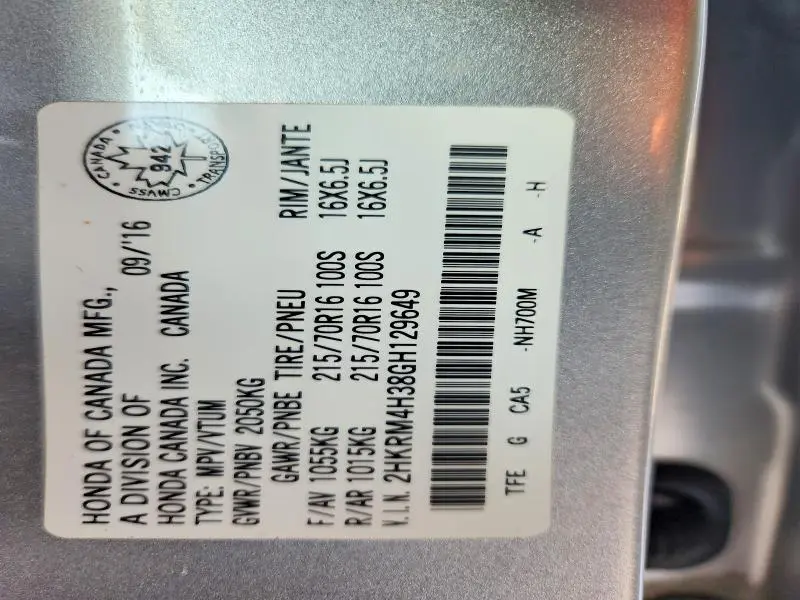 HONDA OF CANADA MFG.,
A DIVISION OF 09/'16
HONDA CANADA INC. CANADA
TYPE: MPV/VTUM
GVWR/PNBV 2050KG
GAWR/PNBE TIRE/PNEU RIM/JANTE
F/AV 1055KG 215/70R16 100S 16X6.5J
R/AR 1015KG 215/70R16 100S 16X6.5J
V.I.N. 2HKRM4H38GH129649
TFE G CA5 -NH700M -A -H
CANADA
942
CMVSS
TRANSPORT